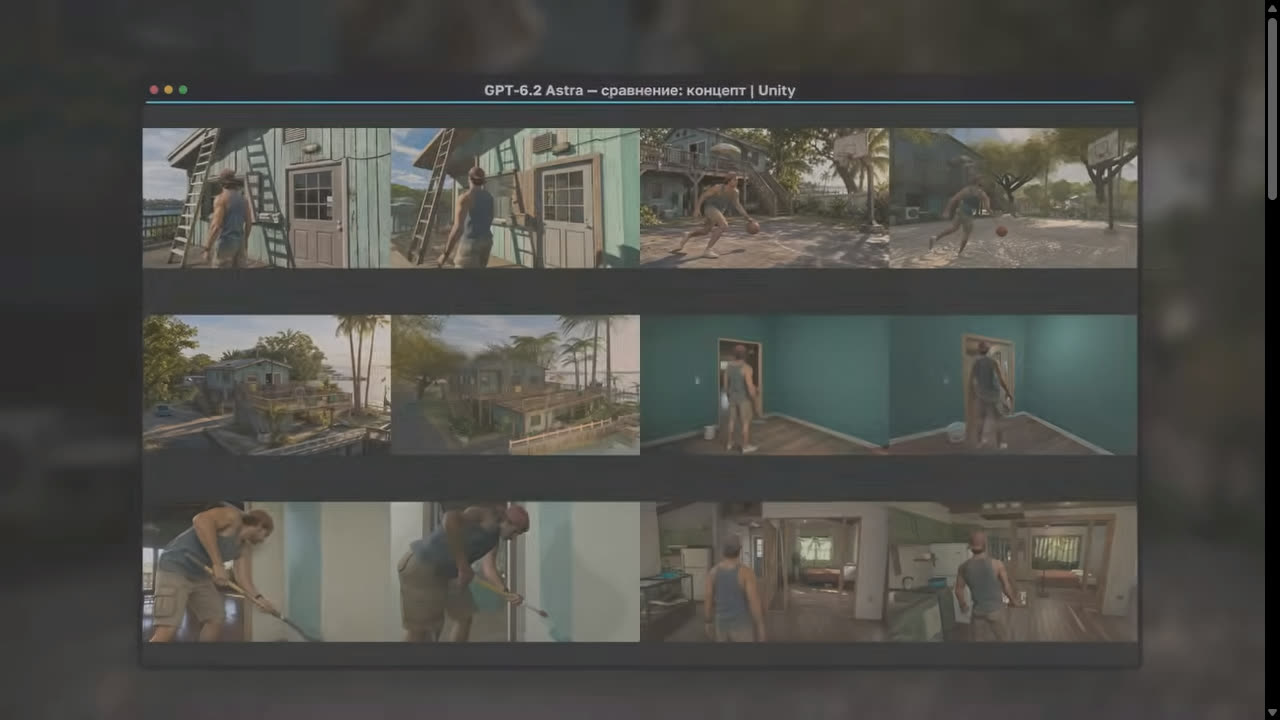 GPT-6.2 Astra — сравнение: концепт | Unity